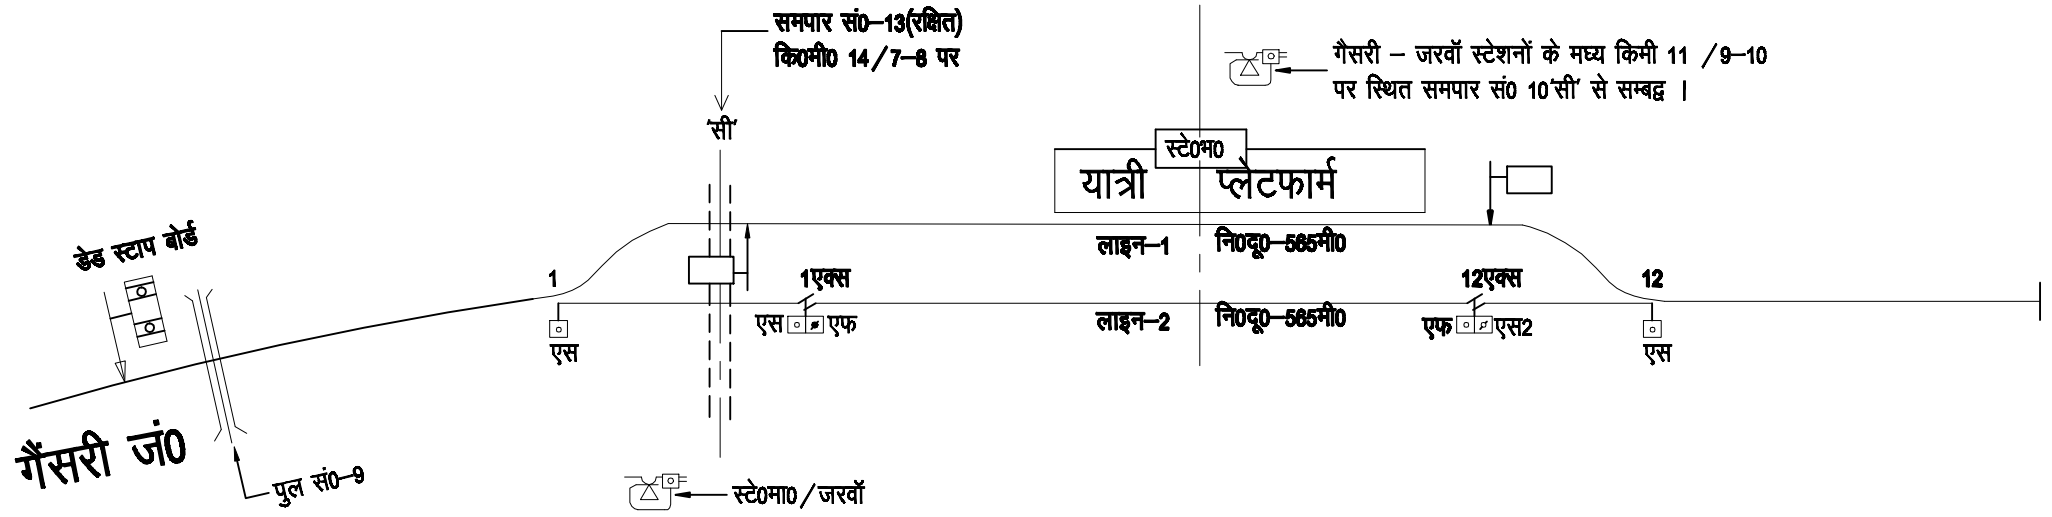 समपार सं0-13(रक्षित)
कि0मी0 14/7-8 पर
गैसरी - जरवॉ स्टेशनों के मघ्य किमी 11 /9-10
पर स्थित समपार सं0 10'सी' से सम्बद्व ।
'सी'
स्टे0भ0
यात्री प्लेटफार्म
डेड स्टाप बोर्ड
लाइन-1 नि0दू0-565मी0
1 1एक्स 12एक्स 12
लाइन-2 नि0दू0-565मी0
एस एफ एफ एस2
एस एस
गैंसरी जं0
पुल सं0-9
स्टे0मा0/जरवॉ